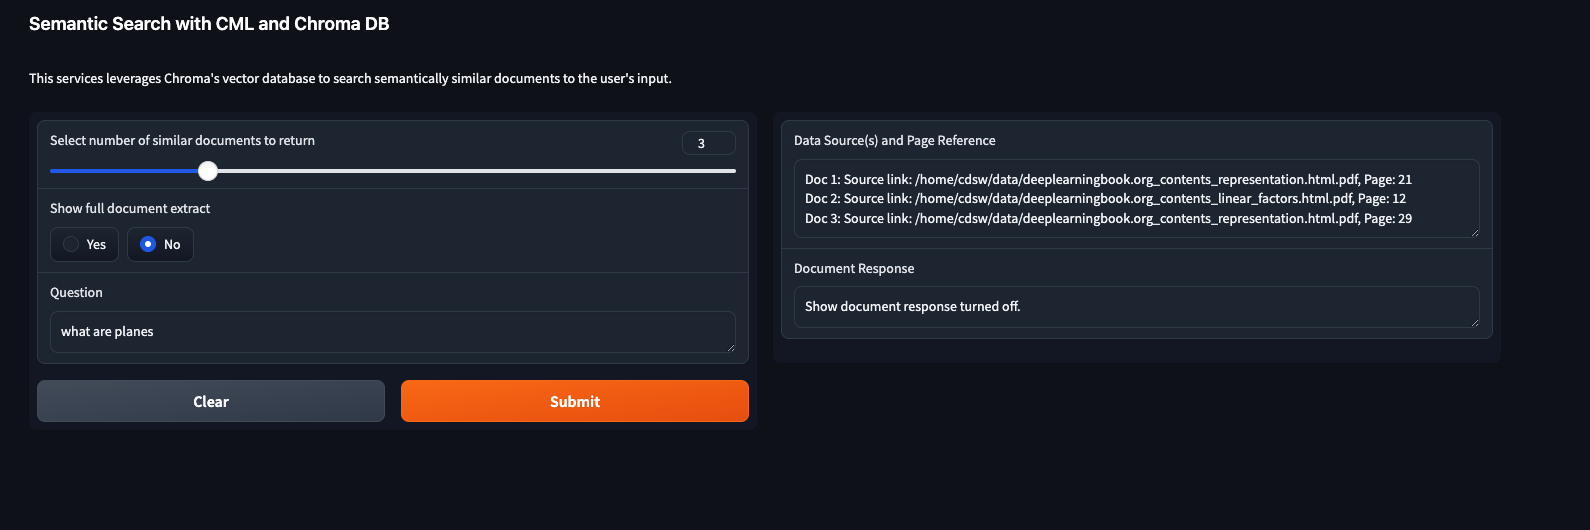 Semantic Search with CML and Chroma DB
This services leverages Chroma's vector database to search semantically similar documents to the user's input.
Select number of similar documents to return
3
Show full document extract
Yes
No
Question
what are planes
Clear
Submit
Data Source(s) and Page Reference
Doc 1: Source link: /home/cdsw/data/deeplearningbook.org_contents_representation.html.pdf, Page: 21
Doc 2: Source link: /home/cdsw/data/deeplearningbook.org_contents_linear_factors.html.pdf, Page: 12
Doc 3: Source link: /home/cdsw/data/deeplearningbook.org_contents_representation.html.pdf, Page: 29
Document Response
Show document response turned off.